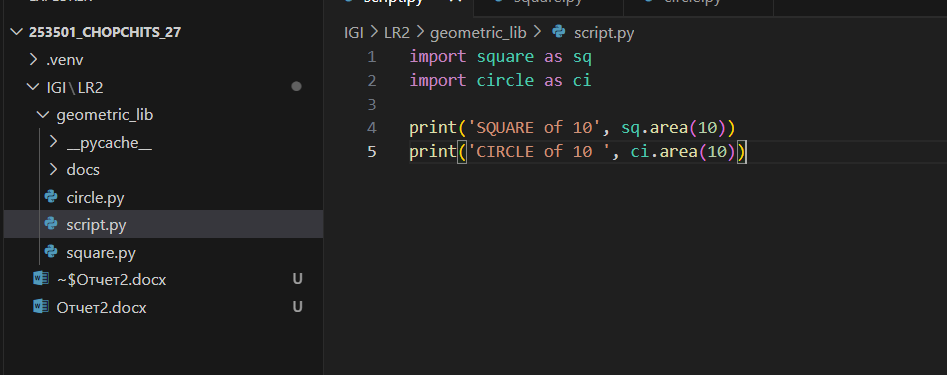 253501_CHOPCHITS_27
.venv
IGI\LR2
geometric_lib
__pycache__
docs
circle.py
script.py
square.py
~$Отчет2.docx U
Отчет2.docx U
script.py square.py circle.py
IGI > LR2 > geometric_lib > script.py
1 import square as sq
2 import circle as ci
3
4 print('SQUARE of 10', sq.area(10))
5 print('CIRCLE of 10 ', ci.area(10))